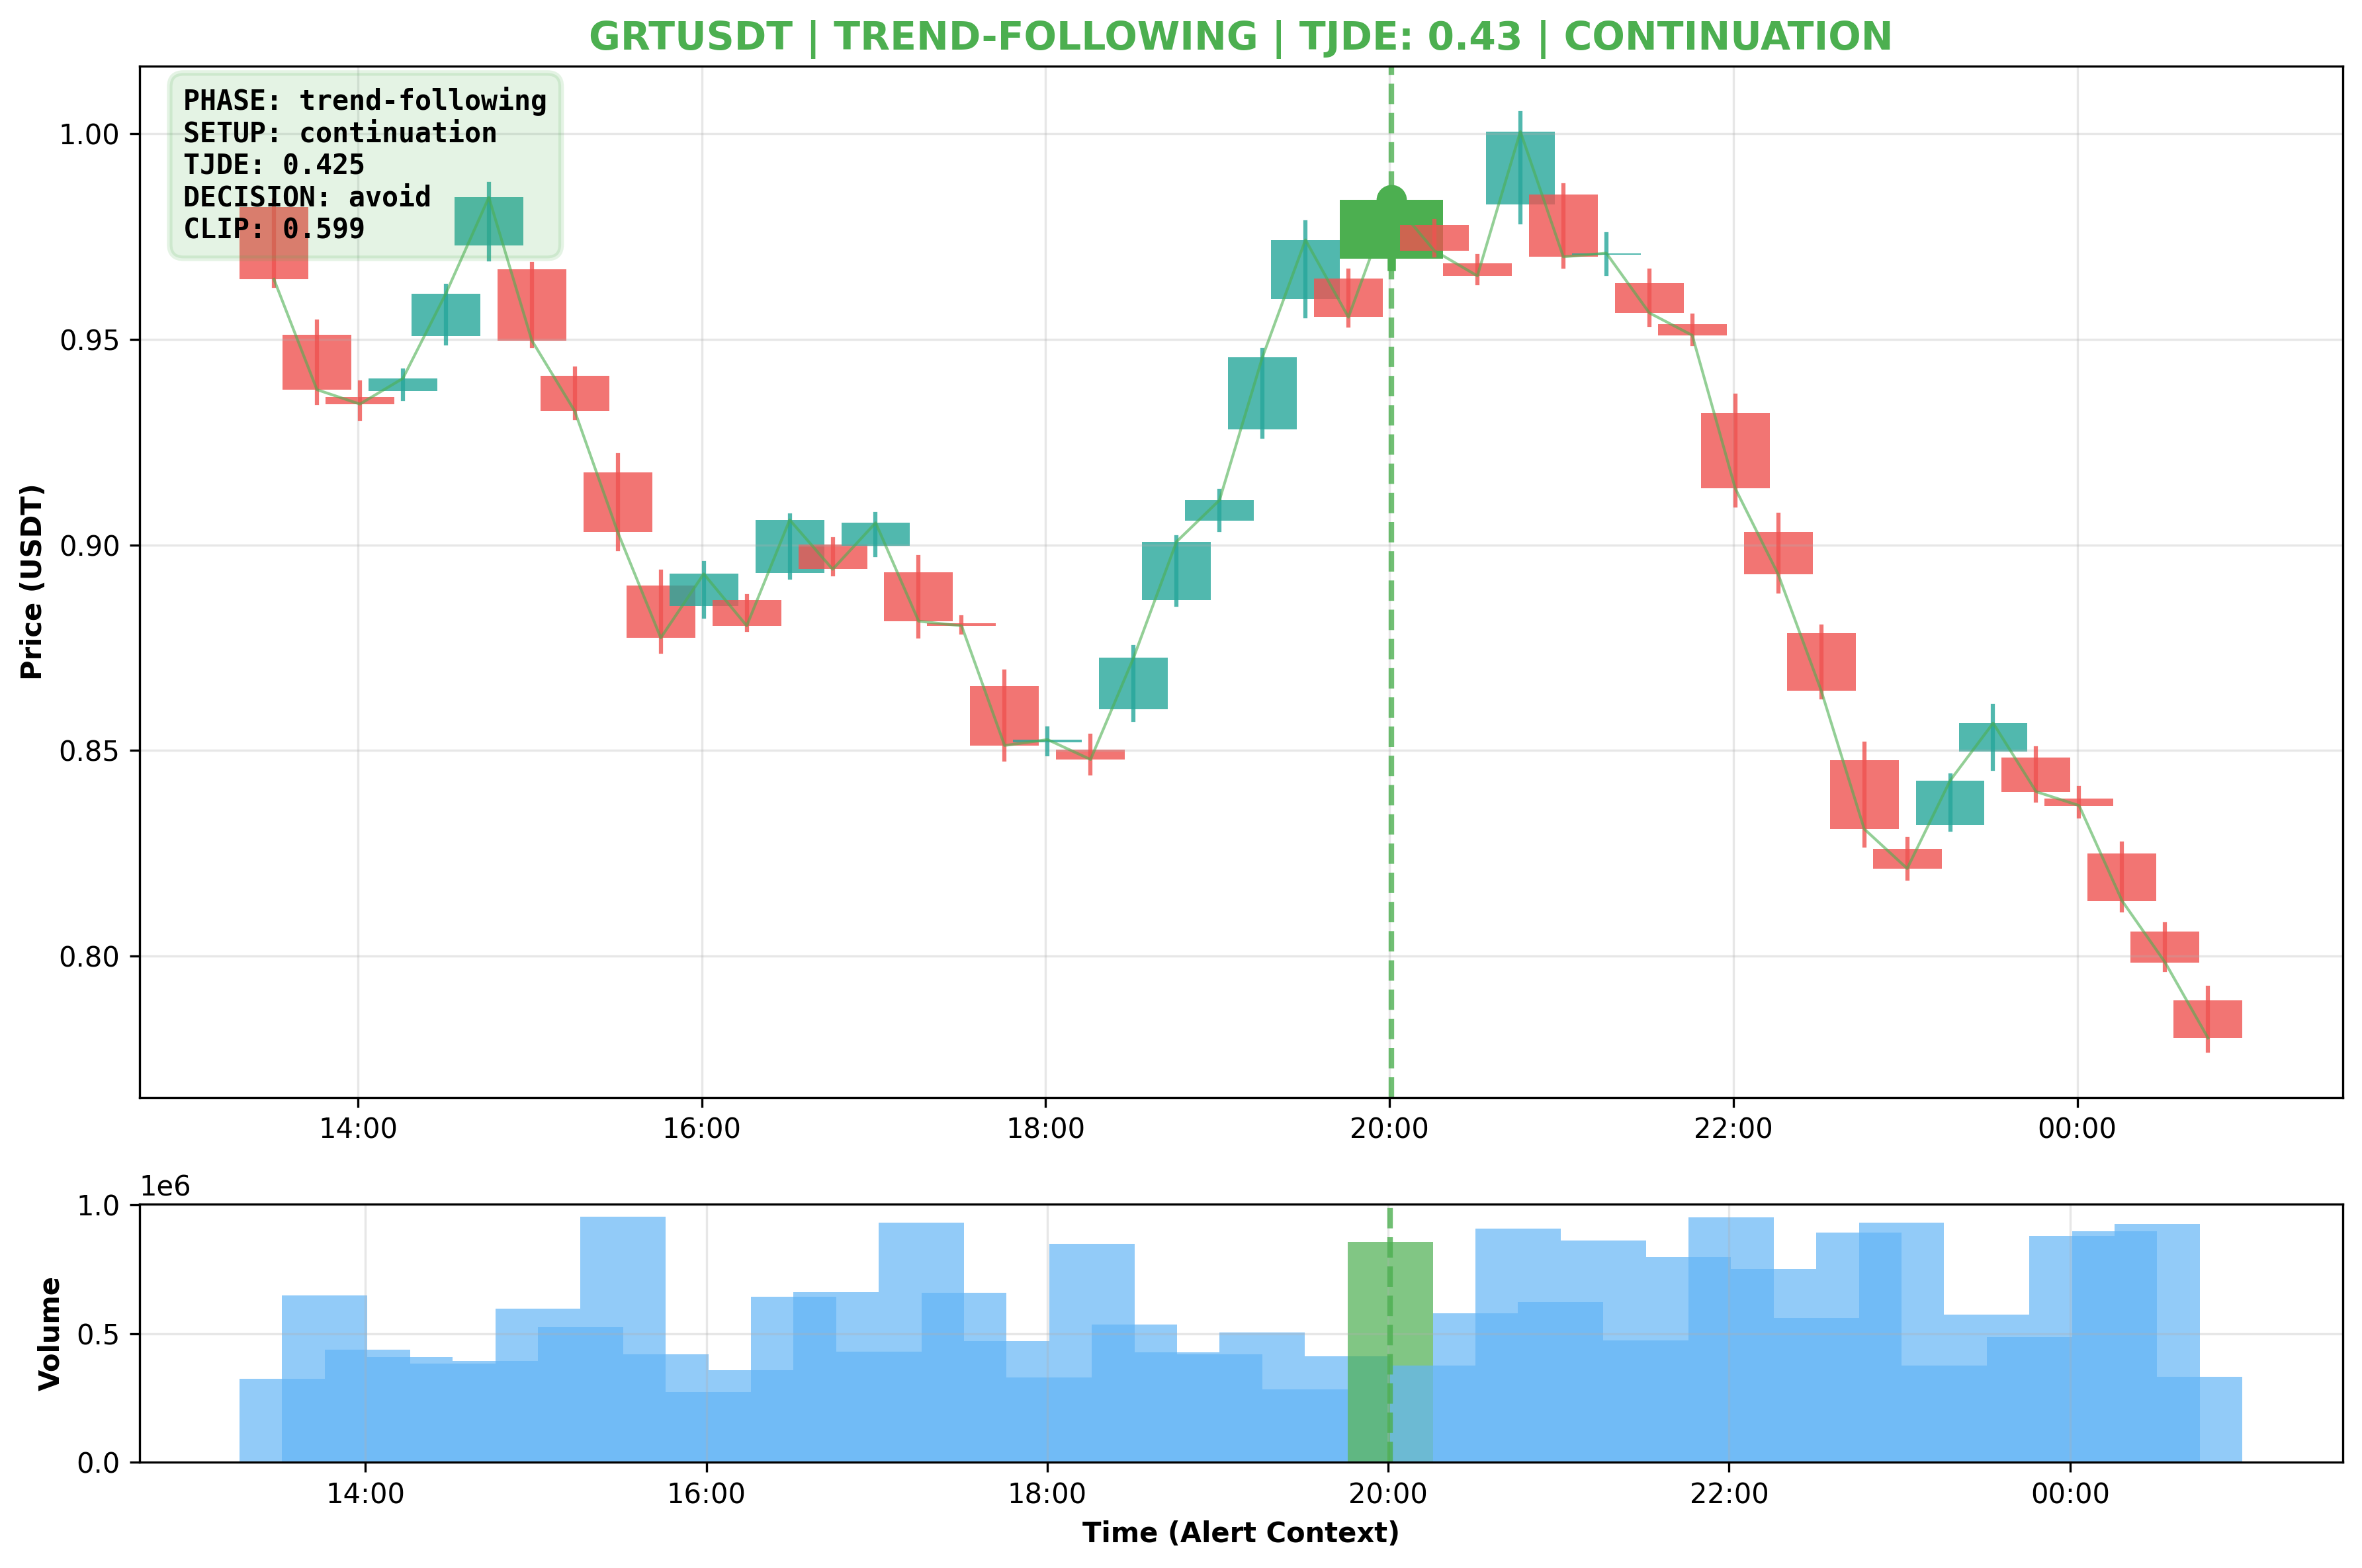 GRTUSDT | TREND-FOLLOWING | TJDE: 0.43 | CONTINUATION
PHASE: trend-following
SETUP: continuation
TJDE: 0.425
DECISION: avoid
CLIP: 0.599
Price (USDT)
1.00
0.95
0.90
0.85
0.80
14:00 16:00 18:00 20:00 22:00 00:00
1e6
Volume
1.0
0.5
0.0
14:00 16:00 18:00 20:00 22:00 00:00
Time (Alert Context)